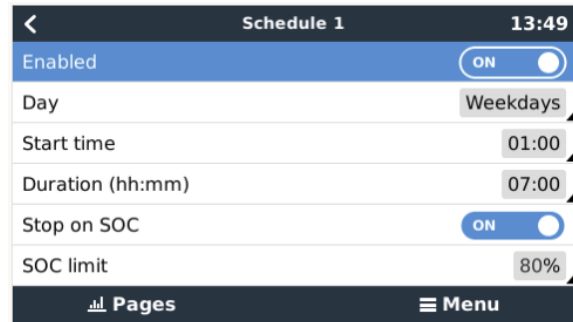 Schedule 1 13:49
Enabled ON
Day Weekdays
Start time 01:00
Duration (hh:mm) 07:00
Stop on SOC ON
SOC limit 80%
Pages Menu